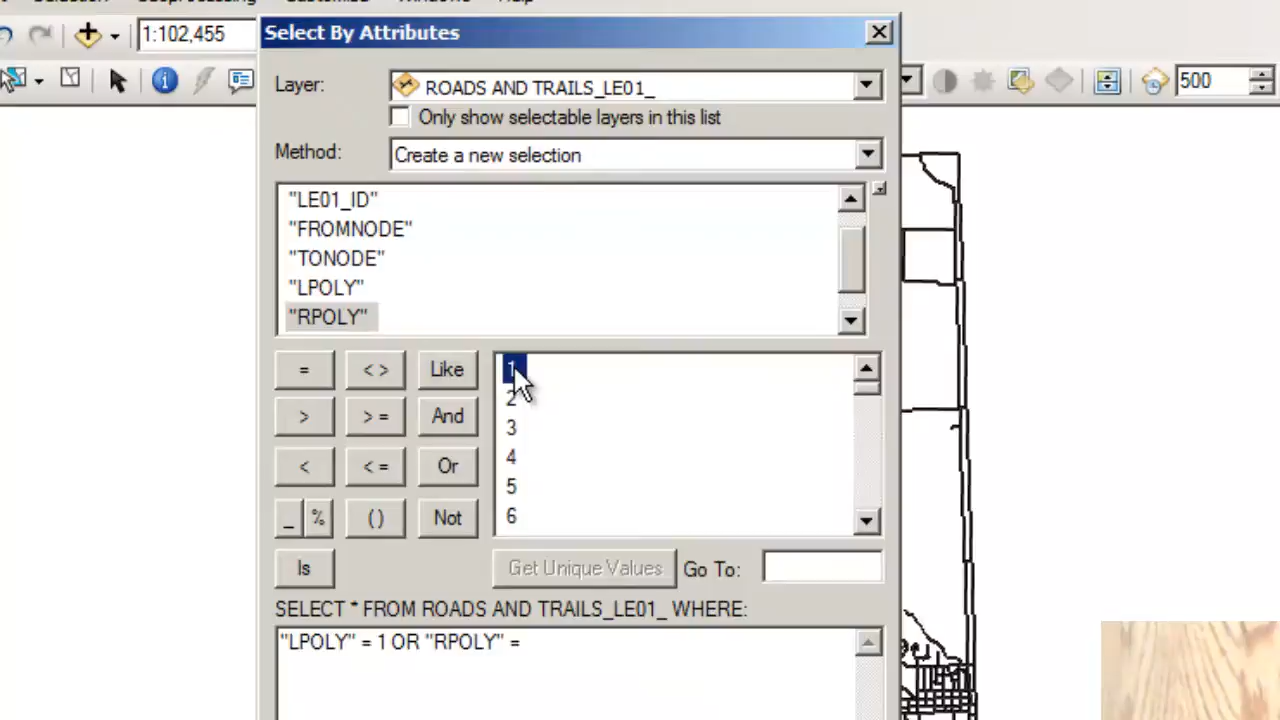 Select By Attributes
1:102,455
Layer:
ROADS AND TRAILS_LE01_
500
Only show selectable layers in this list
Method:
Create a new selection
"LE01_ID"
"FROMNODE"
"TONODE"
"LPOLY"
"RPOLY"
= < > Like
> > = And
< < = Or
_ % ( ) Not
Is
1
2
3
4
5
6
Get Unique Values
Go To:
SELECT * FROM ROADS AND TRAILS_LE01_ WHERE:
"LPOLY" = 1 OR "RPOLY" =